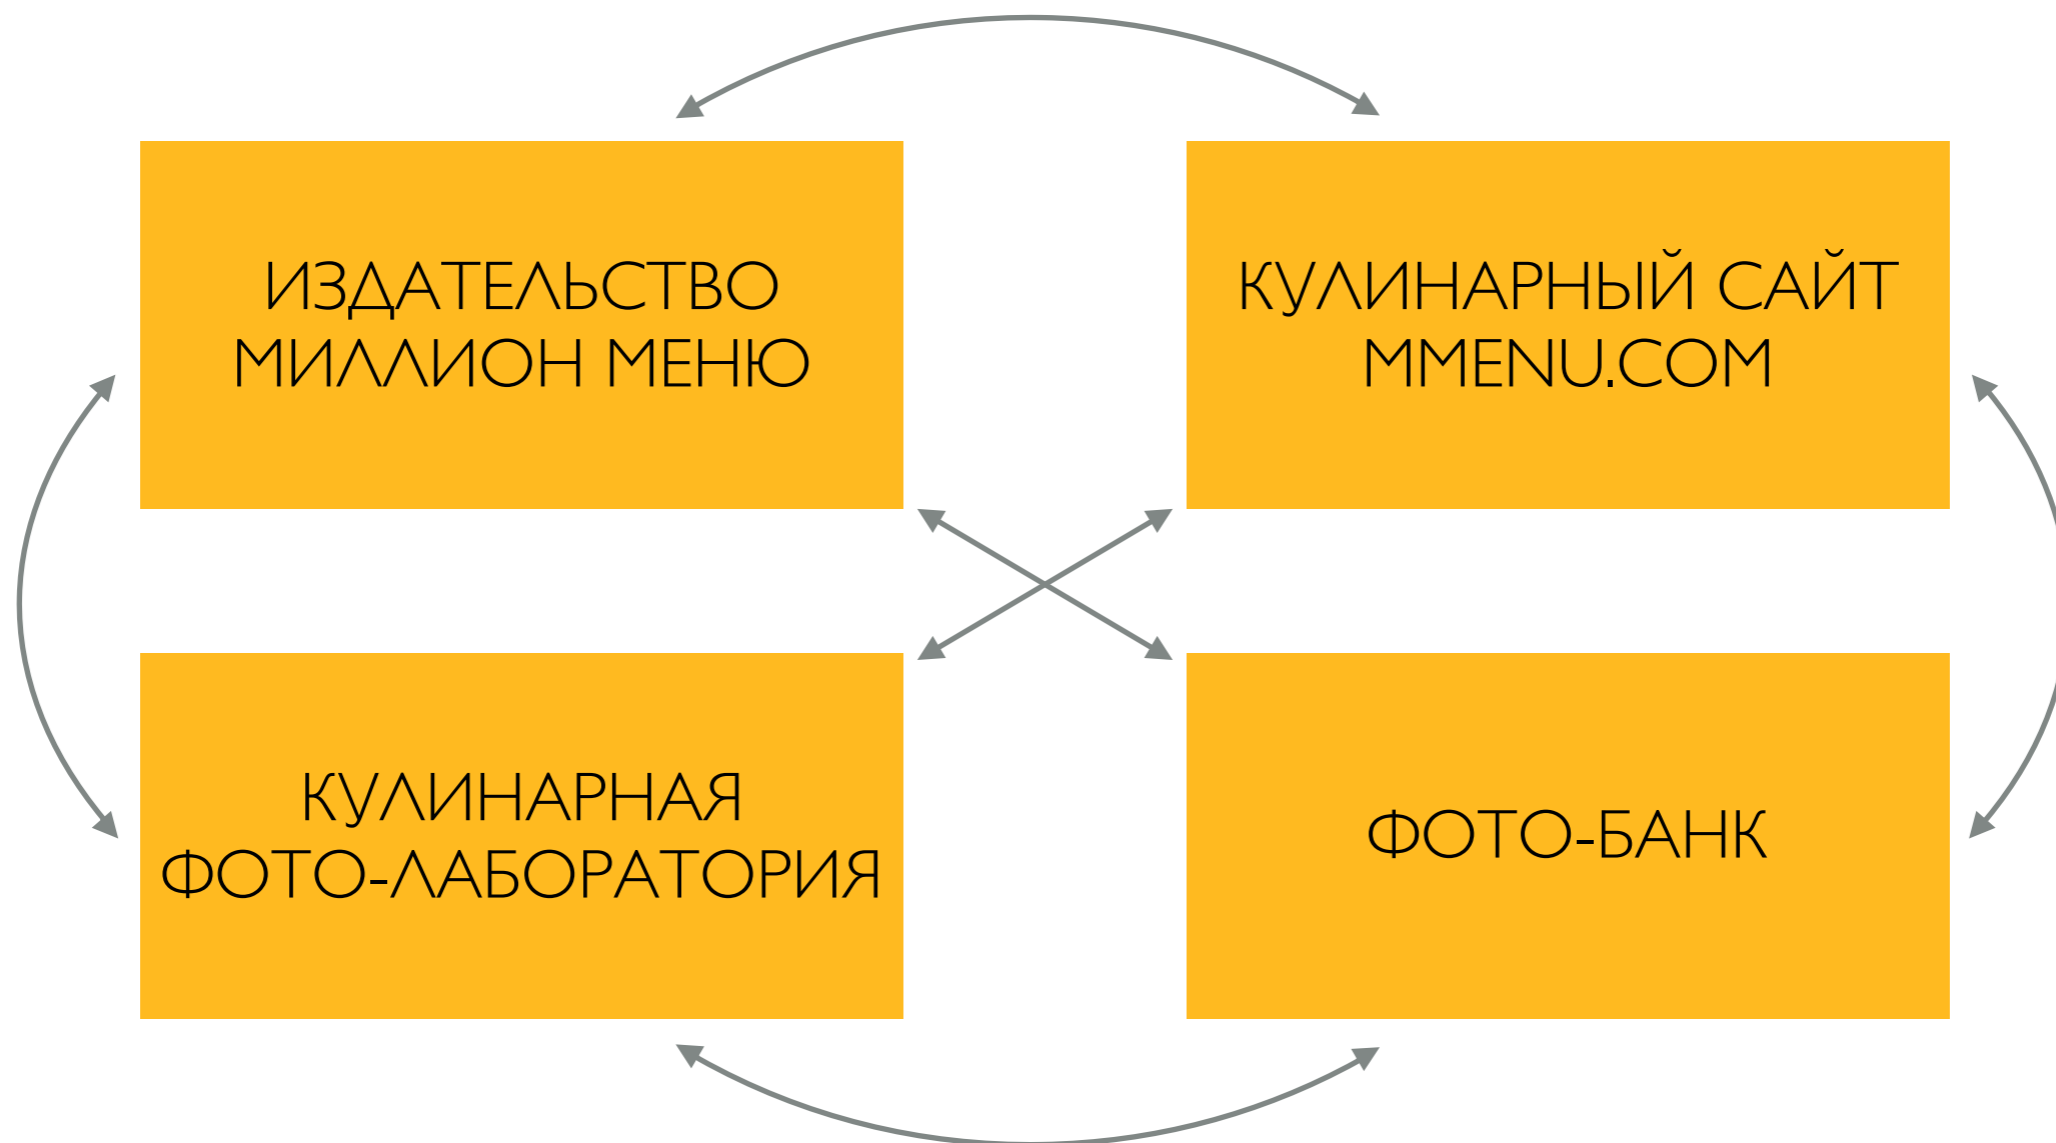 ИЗДАТЕЛЬСТВО
МИЛЛИОН МЕНЮ
КУЛИНАРНЫЙ САЙТ
MMENU.COM
КУЛИНАРНАЯ
ФОТО-ЛАБОРАТОРИЯ
ФОТО-БАНК